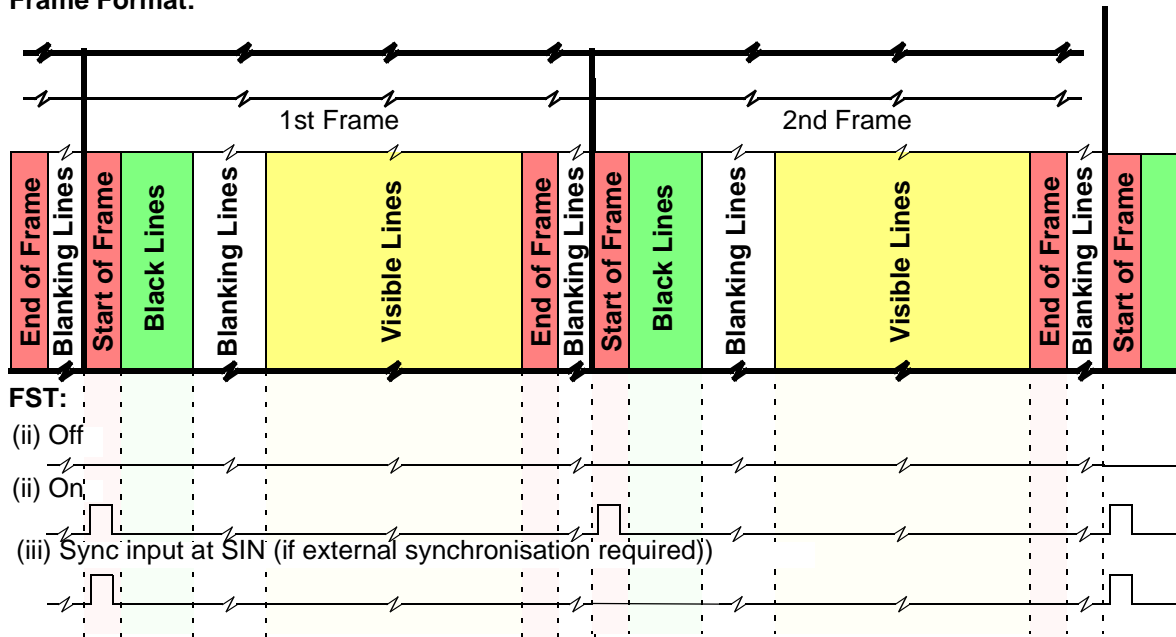 Frame Format:
1st Frame
2nd Frame
End of Frame
Blanking Lines
Start of Frame
Black Lines
Blanking Lines
Visible Lines
End of Frame
Blanking Lines
Start of Frame
Black Lines
Blanking Lines
Visible Lines
End of Frame
Blanking Lines
Start of Frame
FST:
(ii) Off
(ii) On
(iii) Sync input at SIN (if external synchronisation required))